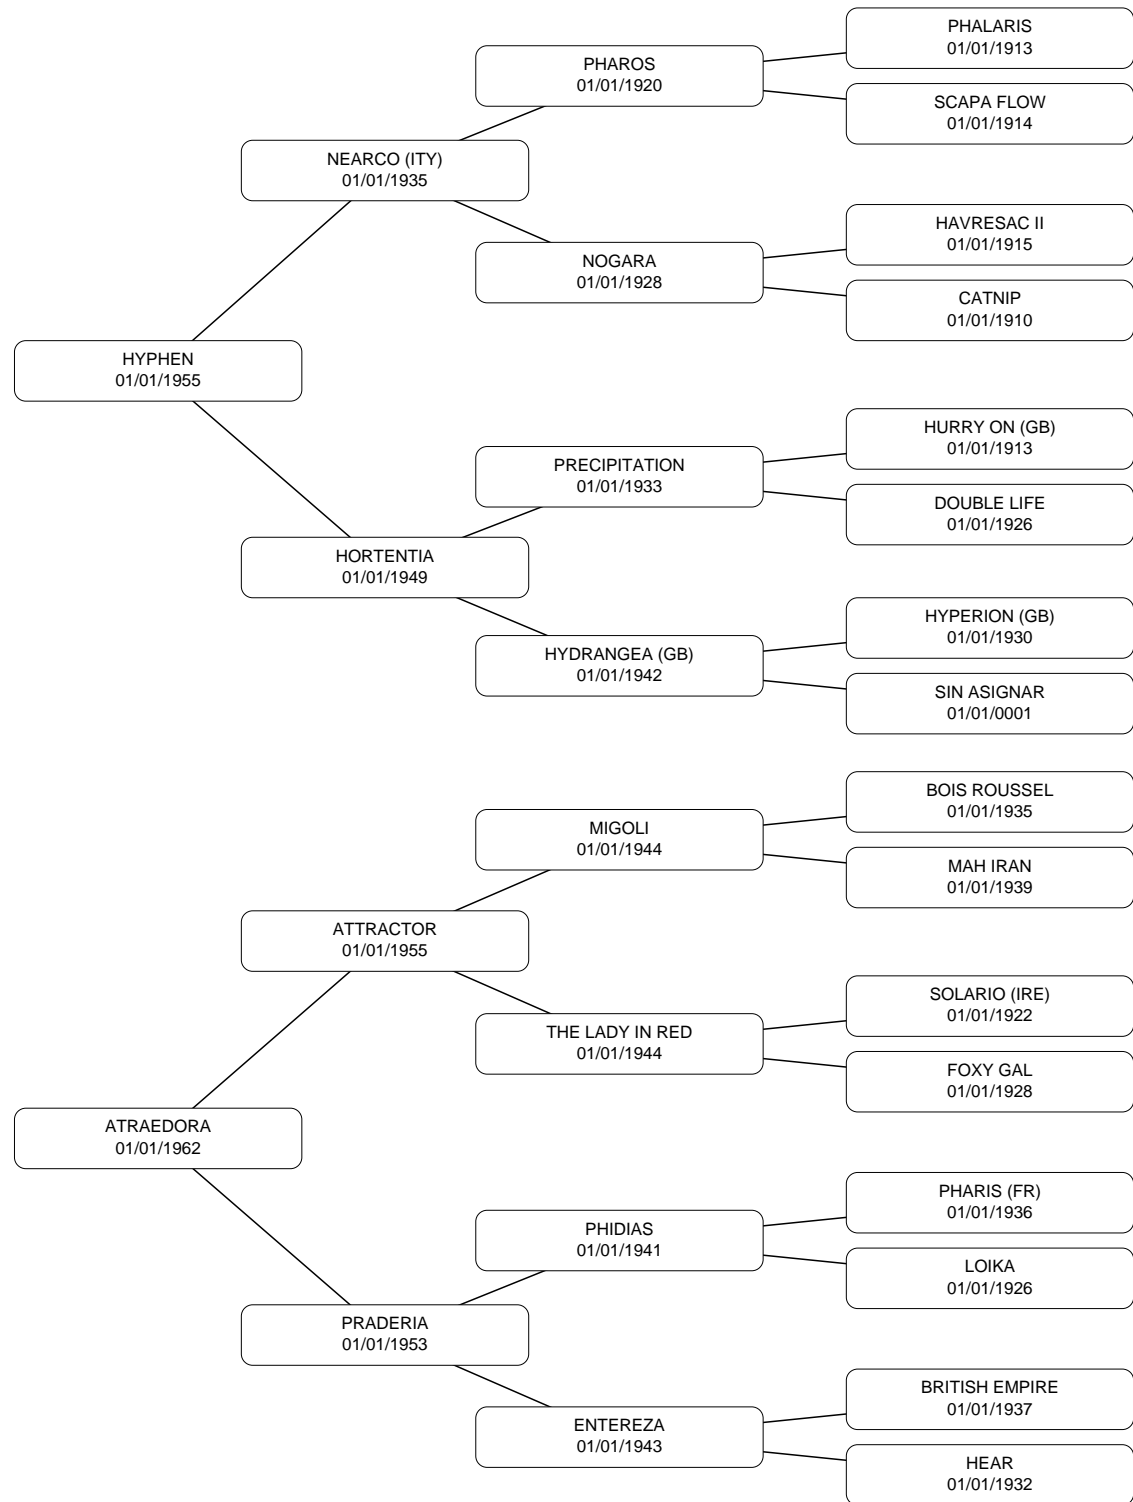 PHALARIS
01/01/1913
PHAROS
01/01/1920
SCAPA FLOW
01/01/1914
NEARCO (ITY)
01/01/1935
HAVRESAC II
01/01/1915
NOGARA
01/01/1928
CATNIP
01/01/1910
HYPHEN
01/01/1955
HURRY ON (GB)
01/01/1913
PRECIPITATION
01/01/1933
DOUBLE LIFE
01/01/1926
HORTENTIA
01/01/1949
HYPERION (GB)
01/01/1930
HYDRANGEA (GB)
01/01/1942
SIN ASIGNAR
01/01/0001
BOIS ROUSSEL
01/01/1935
MIGOLI
01/01/1944
MAH IRAN
01/01/1939
ATTRACTOR
01/01/1955
SOLARIO (IRE)
01/01/1922
THE LADY IN RED
01/01/1944
FOXY GAL
01/01/1928
ATRAEDORA
01/01/1962
PHARIS (FR)
01/01/1936
PHIDIAS
01/01/1941
LOIKA
01/01/1926
PRADERIA
01/01/1953
BRITISH EMPIRE
01/01/1937
ENTEREZA
01/01/1943
HEAR
01/01/1932